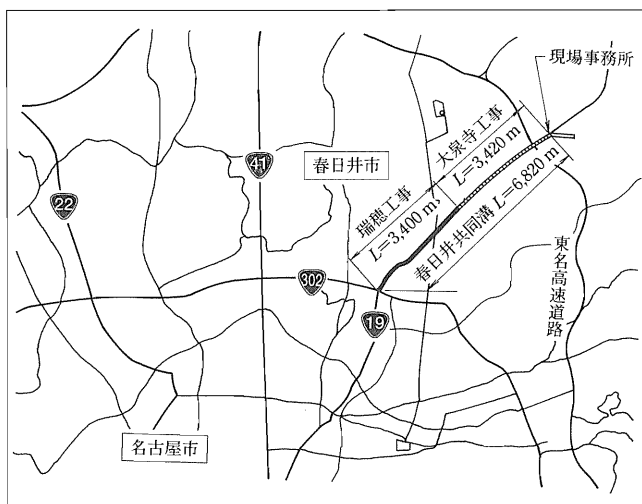 現場事務所
大泉寺工事
L=3,420 m
41
春日井市
瑞穂工事
L=3,400 m
春日井共同溝 L=6,820 m
22
東名高速道路
302
19
名古屋市